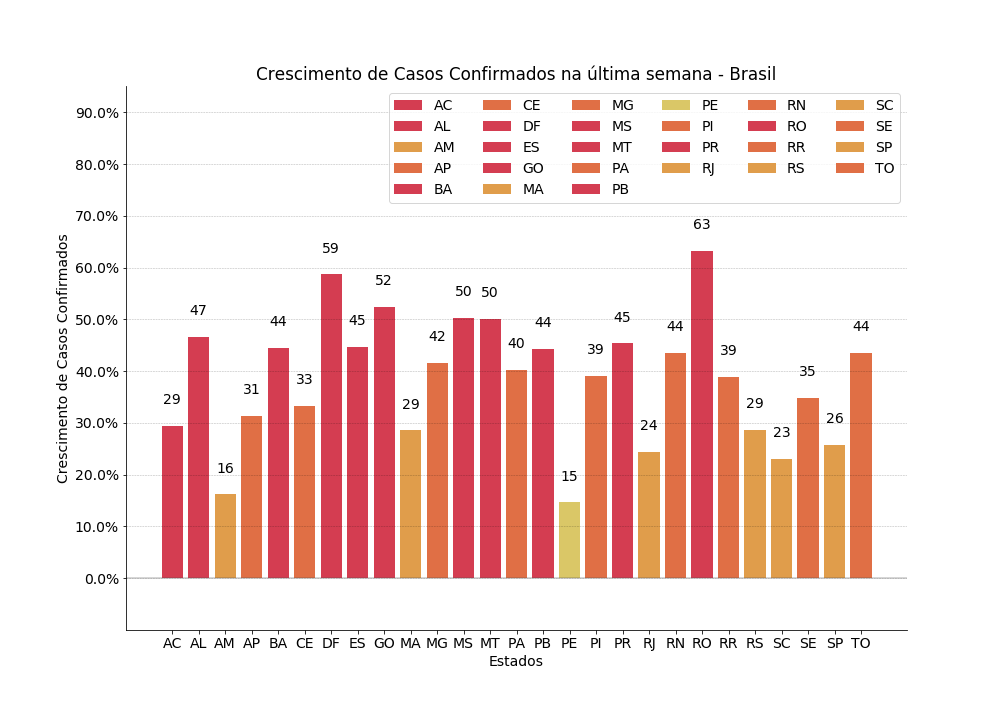 Crescimento de Casos Confirmados na última semana - Brasil
AC CE MG PE RN SC
AL DF MS PI RO SE
AM ES MT PR RR SP
AP GO PA RJ RS TO
BA MA PB
90.0%
80.0%
70.0%
60.0%
50.0%
40.0%
30.0%
20.0%
10.0%
0.0%
Crescimento de Casos Confirmados
29 47 16 31 44 33 59 45 52 29 42 50 50 40 44 15 39 45 24 44 63 39 29 23 35 26 44
AC AL AM AP BA CE DF ES GO MA MG MS MT PA PB PE PI PR RJ RN RO RR RS SC SE SP TO
Estados